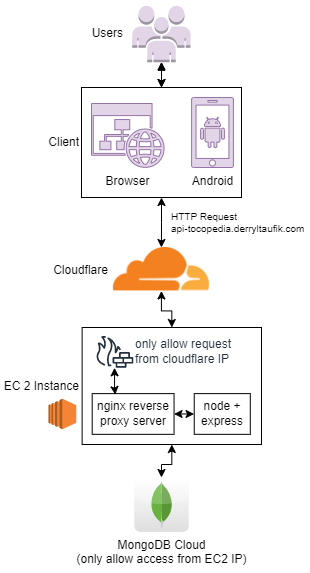 Users
Client
Browser
Android
HTTP Request
api-tocopedia.derryltaufik.com
Cloudflare
only allow request
from cloudflare IP
EC 2 Instance
nginx reverse
proxy server
node +
express
MongoDB Cloud
(only allow access from EC2 IP)